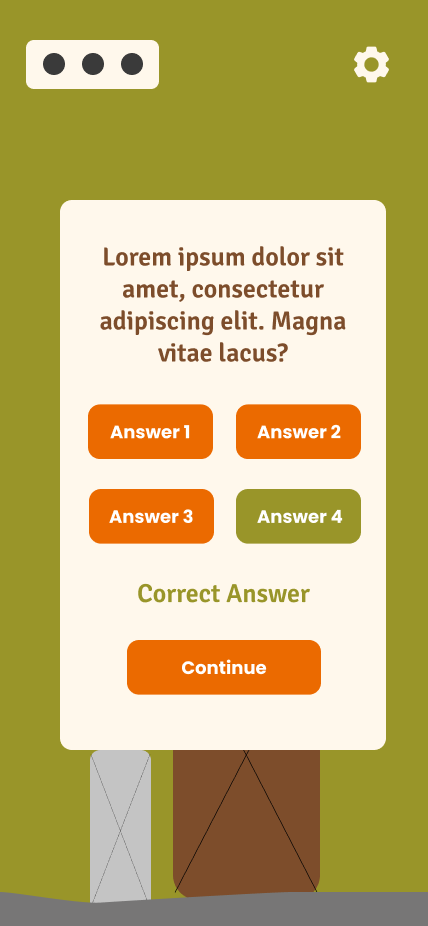 Lorem ipsum dolor sit
amet, consectetur
adipiscing elit. Magna
vitae lacus?
Answer 1
Answer 2
Answer 3
Answer 4
Correct Answer
Continue